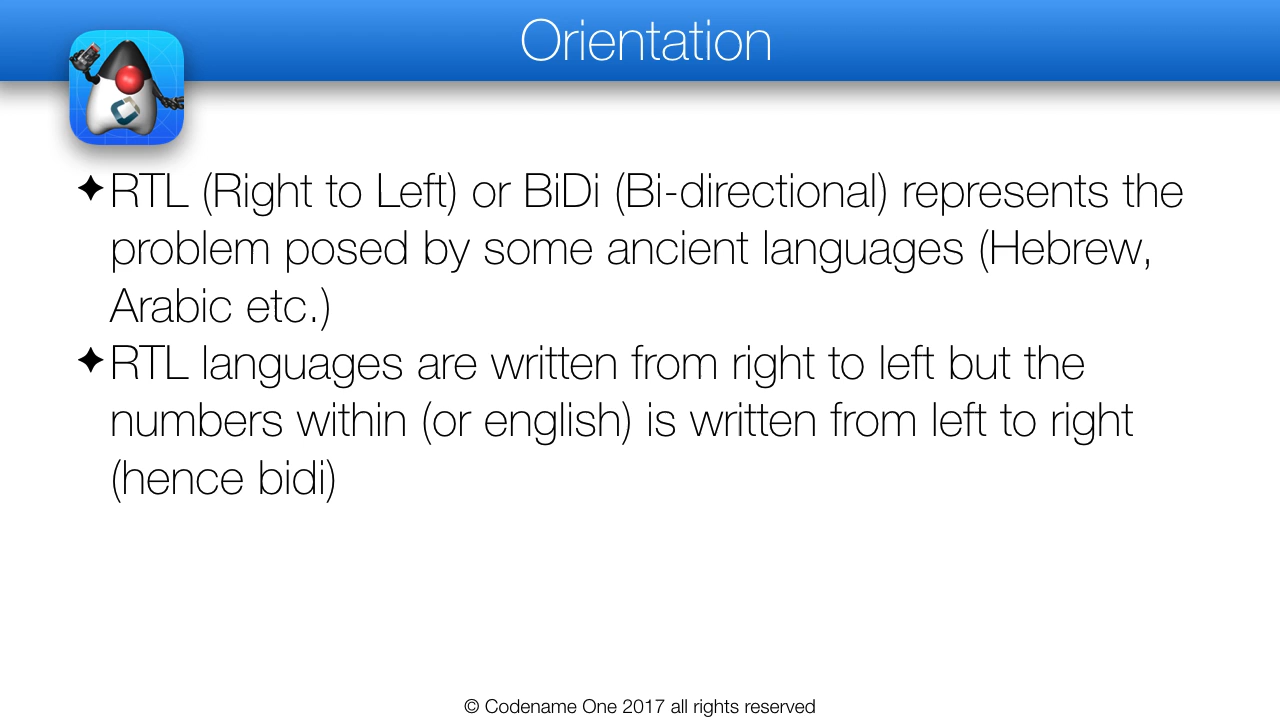 Orientation
✦RTL (Right to Left) or BiDi (Bi-directional) represents the
problem posed by some ancient languages (Hebrew,
Arabic etc.)
✦RTL languages are written from right to left but the
numbers within (or english) is written from left to right
(hence bidi)
© Codename One 2017 all rights reserved